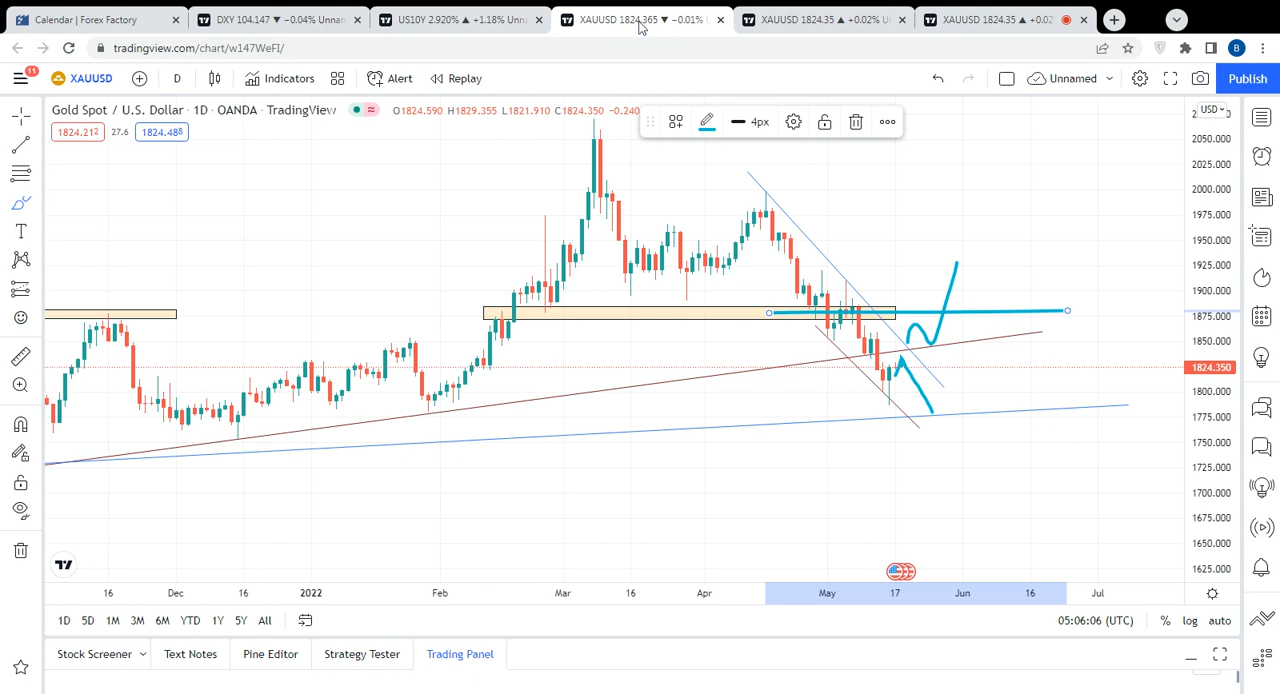 Calendar | Forex Factory
DXY 104.147 ▼ −0.04% Unnam
US10Y 2.920% ▲ +1.18% Unn
XAUUSD 1824.365 ▼ −0.01% U
XAUUSD 1824.35 ▲ +0.02% U
XAUUSD 1824.35 ▲ +0.02
tradingview.com/chart/w147WeFI/
B
11
XAUUSD
D
Indicators
Alert
Replay
Unnamed
Publish
Gold Spot / U.S. Dollar · 1D · OANDA · TradingView
O1824.590 H1829.355 L1821.910 C1824.350 −0.240
1824.212
27.6
1824.488
4px
USD
2050.000
2025.000
2000.000
1975.000
1950.000
1925.000
1900.000
1875.000
1850.000
1824.350
1800.000
1775.000
1750.000
1725.000
1700.000
1675.000
1650.000
1625.000
16
Dec
16
2022
Feb
Mar
16
Apr
May
17
Jun
16
Jul
1D
5D
1M
3M
6M
YTD
1Y
5Y
All
05:06:06 (UTC)
%
log
auto
Stock Screener
Text Notes
Pine Editor
Strategy Tester
Trading Panel